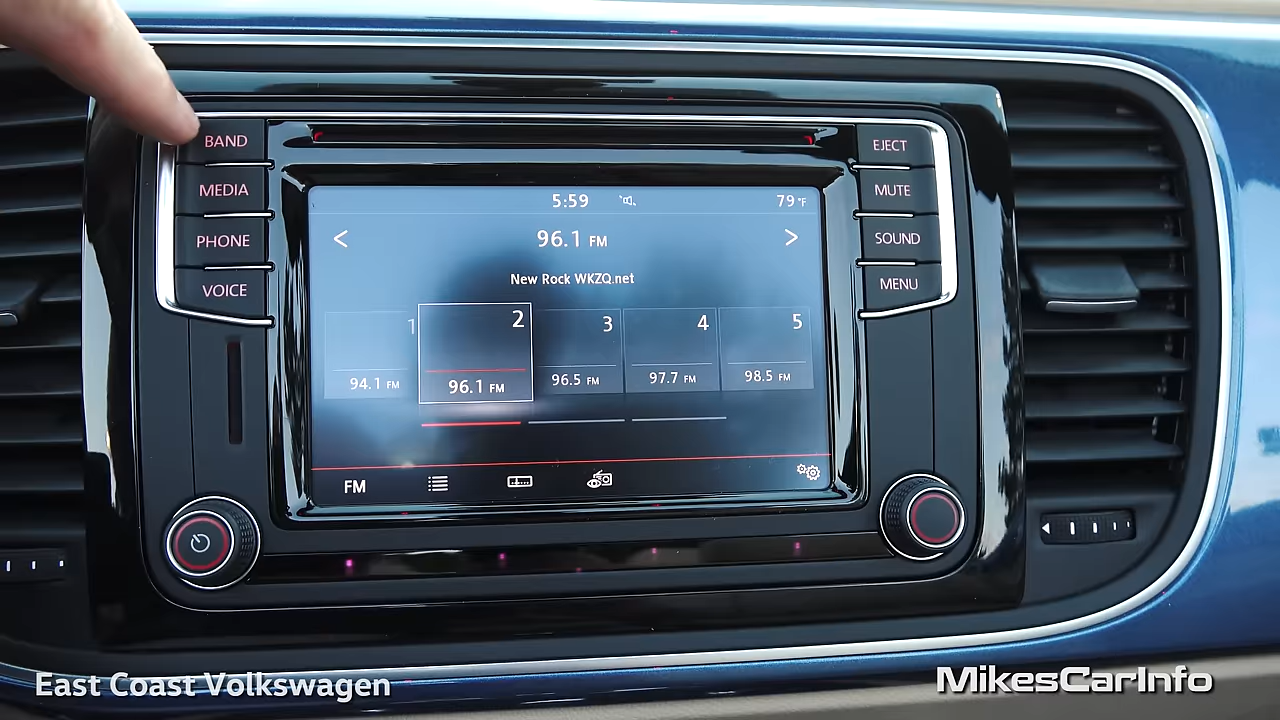 BAND
MEDIA
PHONE
VOICE
EJECT
MUTE
SOUND
MENU
5:59
79°F
< 96.1 FM >
New Rock WKZQ.net
1 2 3 4 5
94.1 FM 96.1 FM 96.5 FM 97.7 FM 98.5 FM
FM
East Coast Volkswagen
MikesCarInfo